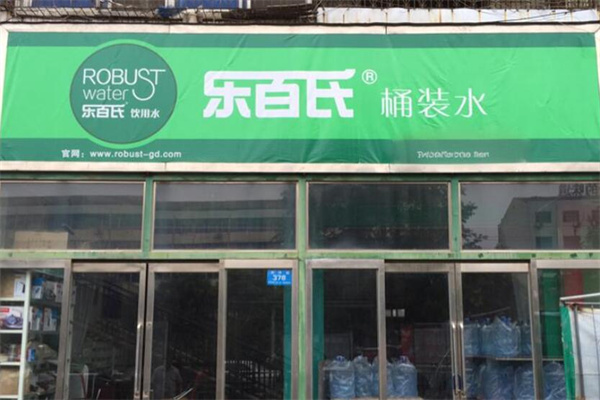 ROBUST
water
乐百氏 饮用水
乐百氏® 桶装水
官网：www.robust-gd.com
378